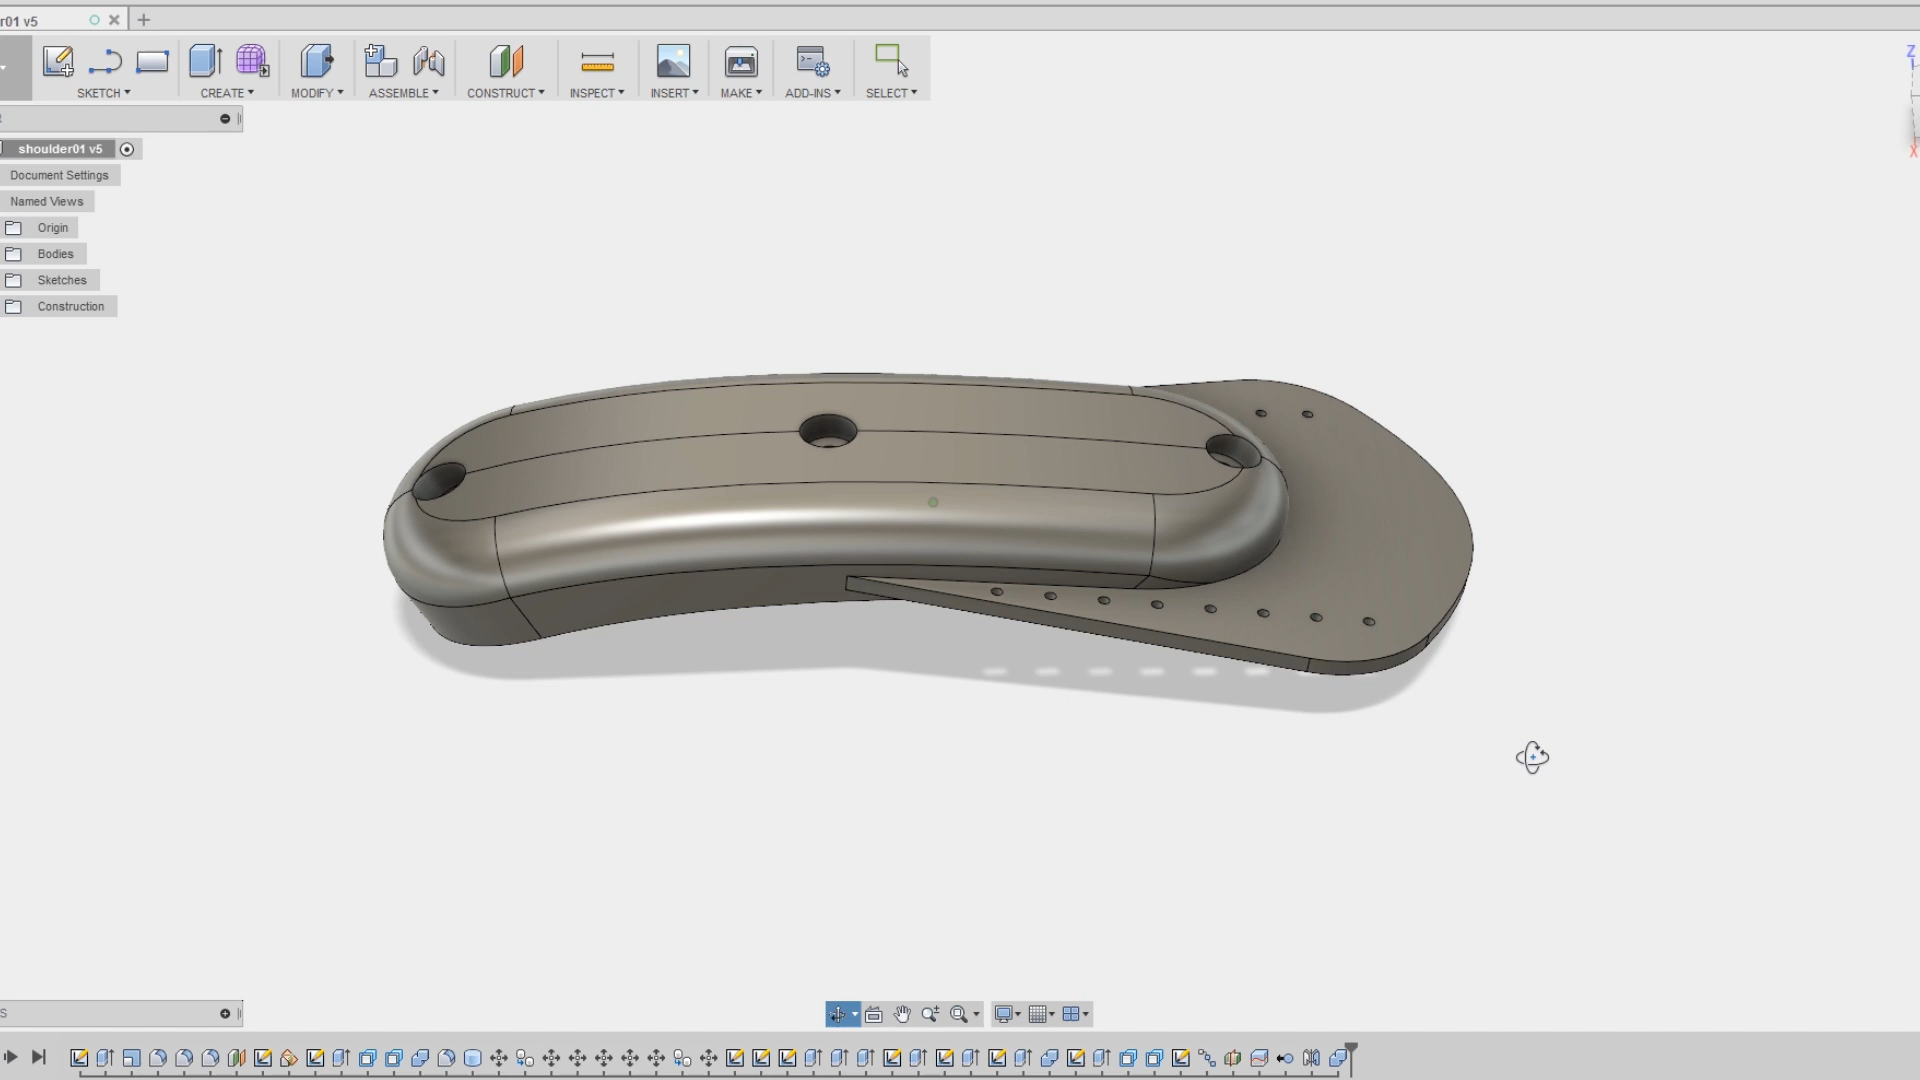 r01 v5
SKETCH
CREATE
MODIFY
ASSEMBLE
CONSTRUCT
INSPECT
INSERT
MAKE
ADD-INS
SELECT
Z
X
shoulder01 v5
Document Settings
Named Views
Origin
Bodies
Sketches
Construction
S